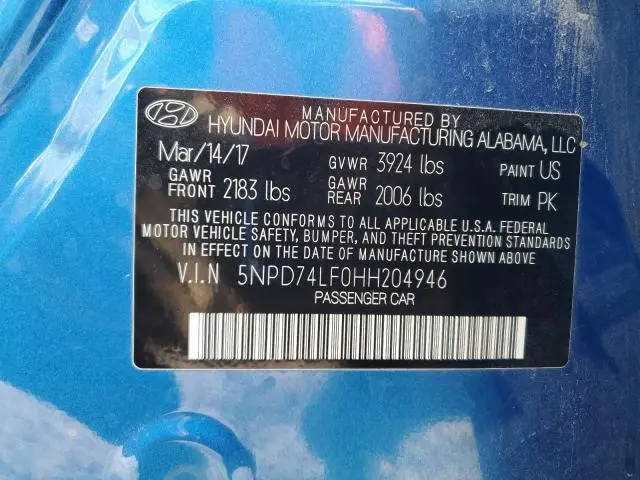 MANUFACTURED BY
HYUNDAI MOTOR MANUFACTURING ALABAMA, LLC
Mar/14/17 GVWR 3924 lbs PAINT US
GAWR FRONT 2183 lbs GAWR REAR 2006 lbs TRIM PK
THIS VEHICLE CONFORMS TO ALL APPLICABLE U.S.A. FEDERAL
MOTOR VEHICLE SAFETY, BUMPER, AND THEFT PREVENTION STANDARDS
IN EFFECT ON THE DATE OF MANUFACTURE SHOWN ABOVE.
V.I.N 5NPD74LF0HH204946
PASSENGER CAR